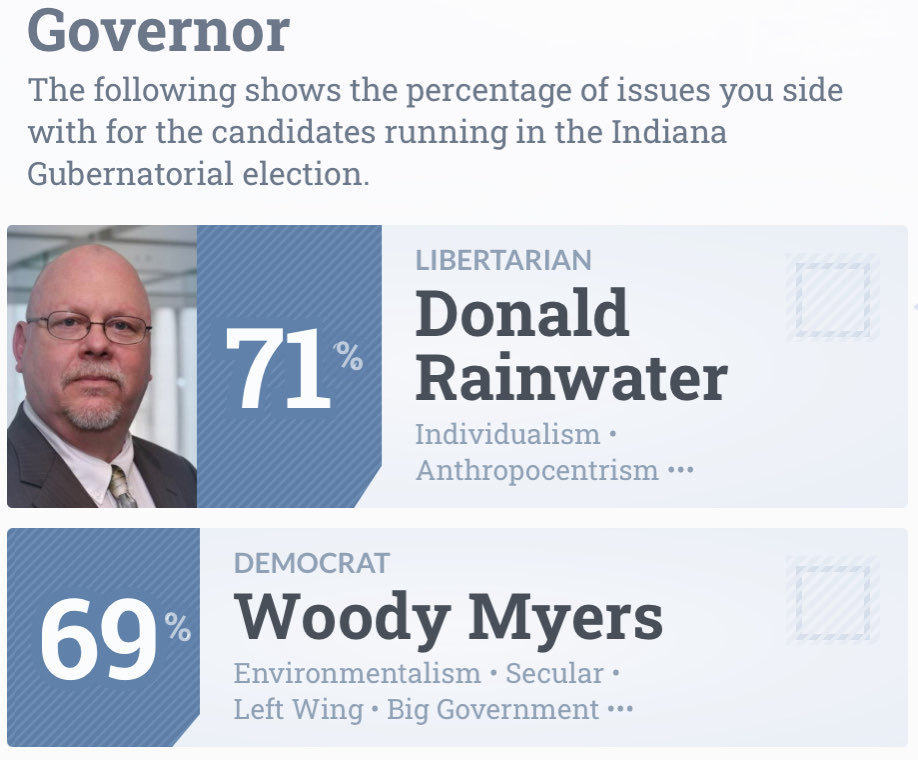 Governor
The following shows the percentage of issues you side
with for the candidates running in the Indiana
Gubernatorial election.
71%
LIBERTARIAN
Donald
Rainwater
Individualism •
Anthropocentrism •••
69%
DEMOCRAT
Woody Myers
Environmentalism • Secular •
Left Wing • Big Government •••